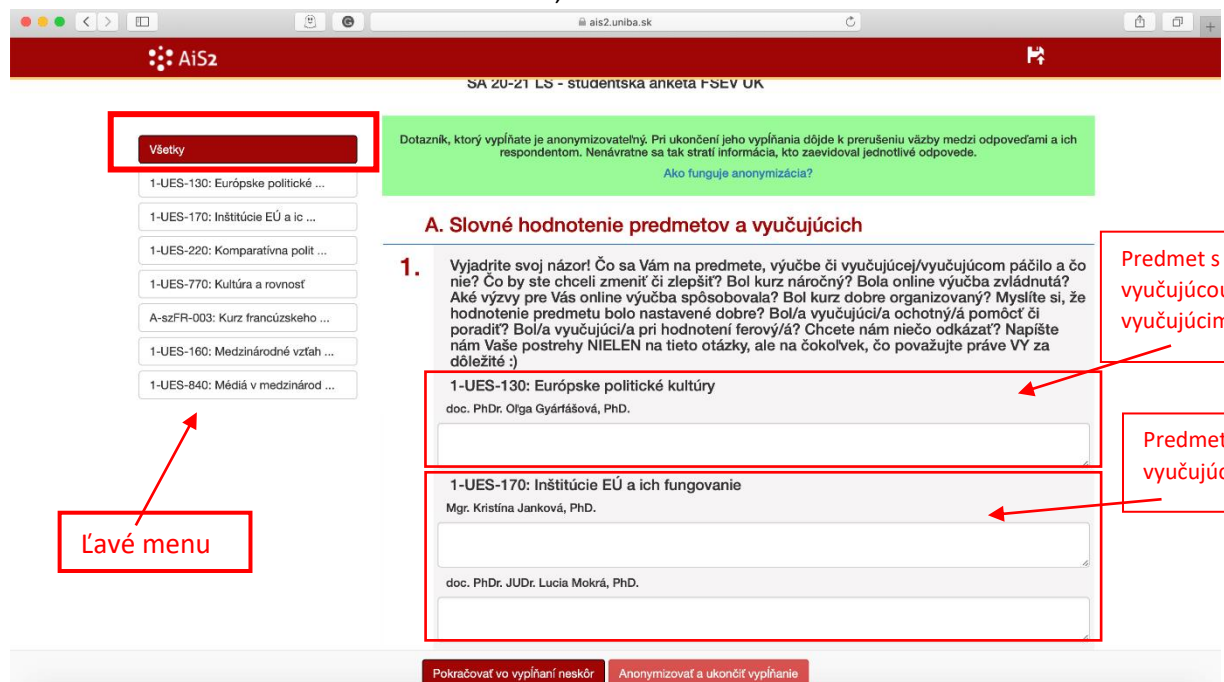 ais2.uniba.sk
AiS2
SA 20-21 LS - študentská anketa FSEV UK
Všetky
1-UES-130: Európske politické ...
1-UES-170: Inštitúcie EÚ a ic ...
1-UES-220: Komparatívna polit ...
1-UES-770: Kultúra a rovnosť
A-szFR-003: Kurz francúzskeho ...
1-UES-160: Medzinárodné vzťah ...
1-UES-840: Médiá v medzinárod ...
Ľavé menu
Dotazník, ktorý vypĺňate je anonymizovateľný. Pri ukončení jeho vypĺňania dôjde k prerušeniu väzby medzi odpoveďami a ich
respondentom. Nenávratne sa tak stratí informácia, kto zaevidoval jednotlivé odpovede.
Ako funguje anonymizácia?
A. Slovné hodnotenie predmetov a vyučujúcich
1. Vyjadrite svoj názor! Čo sa Vám na predmete, výučbe či vyučujúcej/vyučujúcom páčilo a čo
nie? Čo by ste chceli zmeniť či zlepšiť? Bol kurz náročný? Bola online výučba zvládnutá?
Aké výzvy pre Vás online výučba spôsobovala? Bol kurz dobre organizovaný? Myslíte si, že
hodnotenie predmetu bolo nastavené dobre? Bol/a vyučujúci/a ochotný/á pomôcť či
poradiť? Bol/a vyučujúci/a pri hodnotení ferový/á? Chcete nám niečo odkázať? Napíšte
nám Vaše postrehy NIELEN na tieto otázky, ale na čokoľvek, čo považujte práve VY za
dôležité :)
1-UES-130: Európske politické kultúry
doc. PhDr. Oľga Gyárfášová, PhD.
1-UES-170: Inštitúcie EÚ a ich fungovanie
Mgr. Kristína Janková, PhD.
doc. PhDr. JUDr. Lucia Mokrá, PhD.
Predmet s
vyučujúcou
vyučujúcim
Predmet
vyučujúc
Pokračovať vo vypĺňaní neskôr
Anonymizovať a ukončiť vypĺňanie